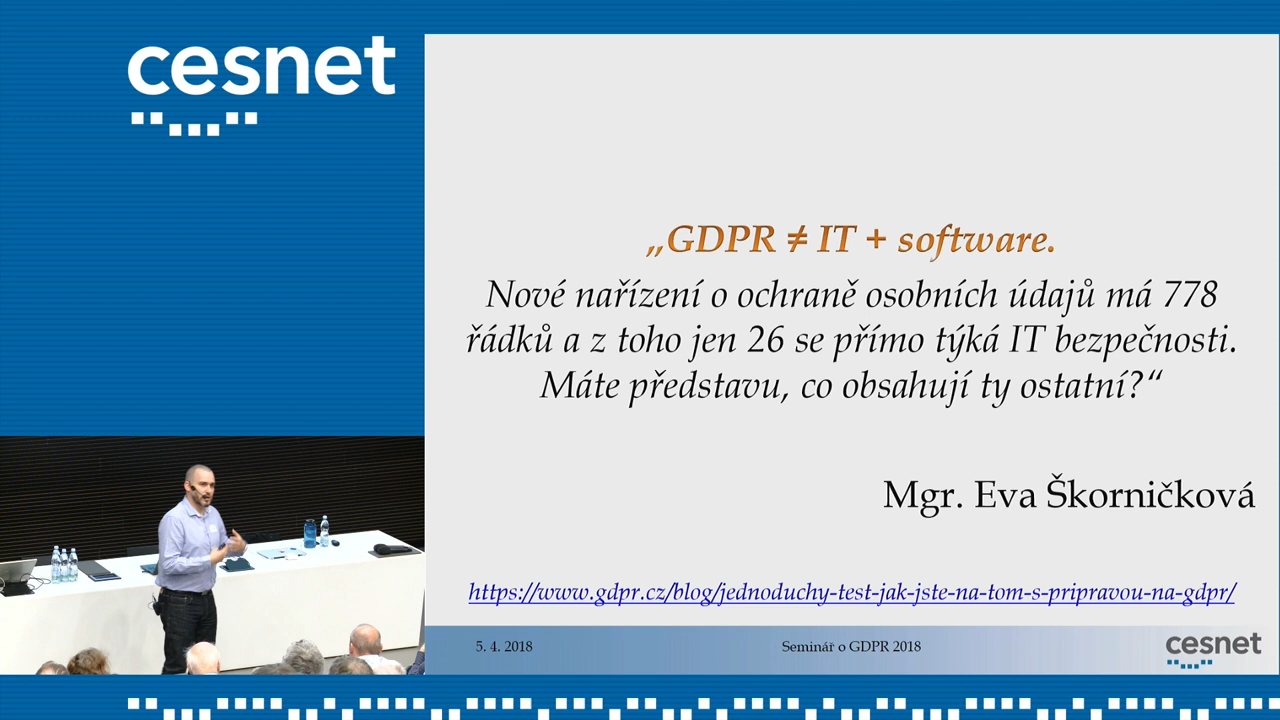 cesnet
„GDPR ≠ IT + software.
Nové nařízení o ochraně osobních údajů má 778
řádků a z toho jen 26 se přímo týká IT bezpečnosti.
Máte představu, co obsahují ty ostatní?“
Mgr. Eva Škorničková
https://www.gdpr.cz/blog/jednoduchy-test-jak-jste-na-tom-s-pripravou-na-gdpr/
5. 4. 2018
Seminář o GDPR 2018
cesnet